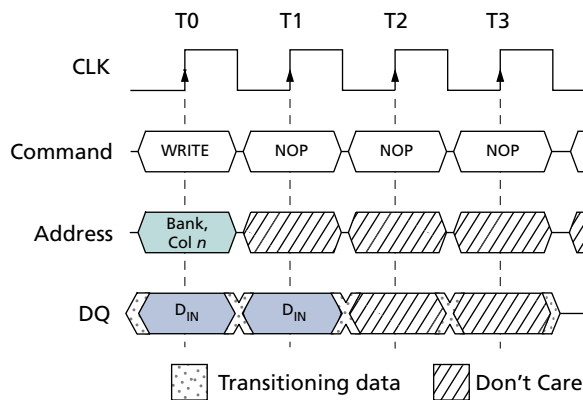 T0 T1 T2 T3
CLK
Command WRITE NOP NOP NOP
Address Bank,
Col n
DQ DIN DIN
Transitioning data Don't Care